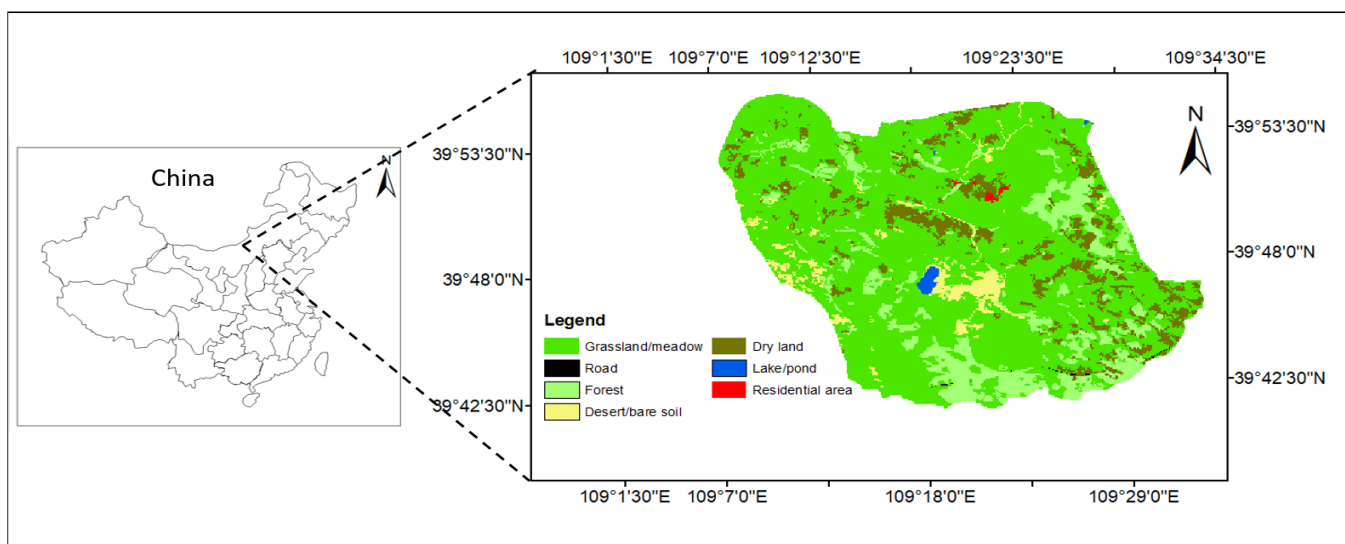 109°1'30"E 109°7'0"E 109°12'30"E 109°23'30"E 109°34'30"E
China
N
N
39°53'30"N
39°53'30"N
39°48'0"N
39°48'0"N
39°42'30"N
39°42'30"N
Legend
Grassland/meadow
Dry land
Road
Lake/pond
Forest
Residential area
Desert/bare soil
109°1'30"E 109°7'0"E 109°18'0"E 109°29'0"E